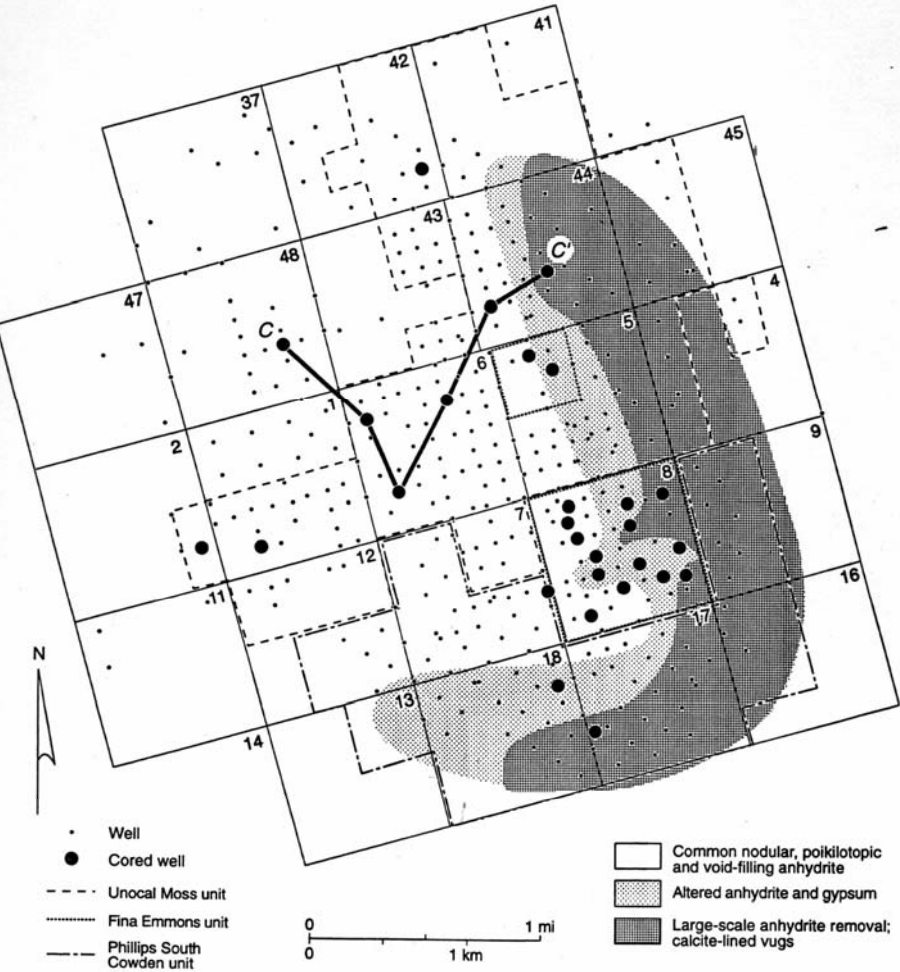 41
42
37
45
44
43
48
47
4
C'
5
C
6
1
2
9
8
7
12
11
16
17
18
13
14
N
Well
Cored well
Unocal Moss unit
Fina Emmons unit
Phillips South
Cowden unit
0 1 mi
0 1 km
Common nodular, poikilotopic
and void-filling anhydrite
Altered anhydrite and gypsum
Large-scale anhydrite removal;
calcite-lined vugs